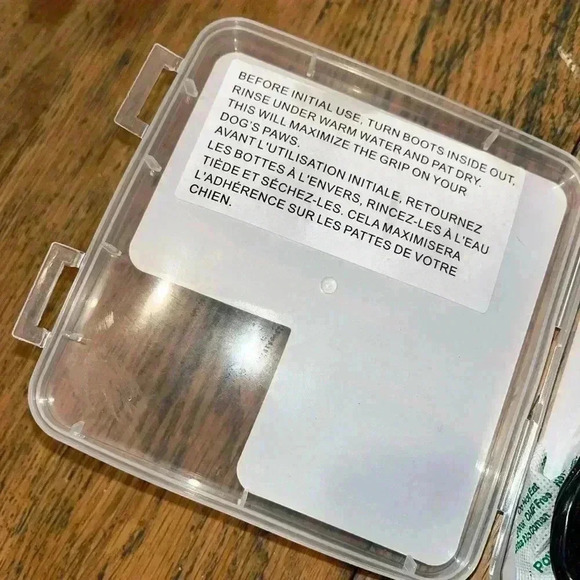 BEFORE INITIAL USE, TURN BOOTS INSIDE OUT,
RINSE UNDER WARM WATER AND PAT DRY.
THIS WILL MAXIMIZE THE GRIP ON YOUR
DOG'S PAWS.
AVANT L'UTILISATION INITIALE, RETOURNEZ
LES BOTTES À L'ENVERS, RINCEZ-LES À L'EAU
TIÈDE ET SÉCHEZ-LES. CELA MAXIMISERA
L'ADHÉRENCE SUR LES PATTES DE VOTRE
CHIEN.